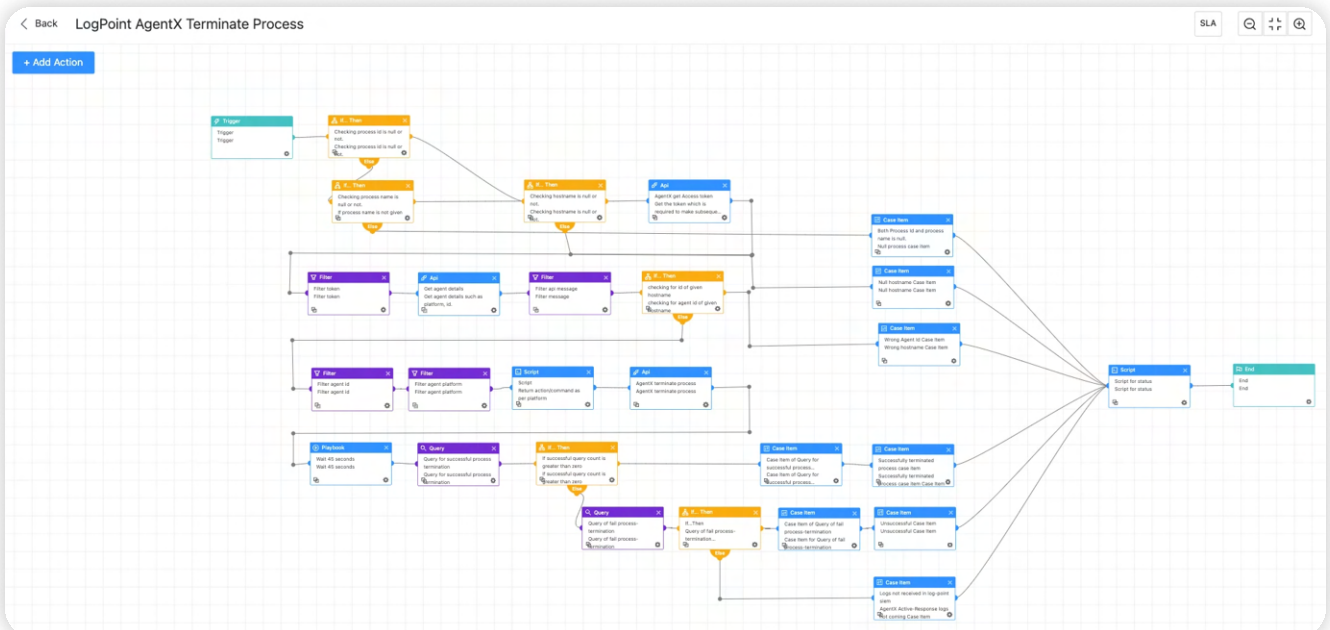 Back
LogPoint AgentX Terminate Process
SLA
+ Add Action
Trigger
Trigger
Trigger
If... Then
Checking process id is null or
not.
Checking process id is null or
not.
Else
If... Then
Checking process name is
null or not.
If process name is not given
Else
If... Then
Checking hostname is null or
not.
Checking hostname is null or
not.
Else
Api
AgentX get Access token
Get the token which is
required to make subseque...
Case Item
Both Process id and process
name is null.
Null process case item
Filter
Filter token
Filter token
Api
Get agent details
Get agent details such as
platform, id.
Filter
Filter api message
Filter message
If... Then
checking for id of given
hostname
checking for agent id of given
hostname
Else
Case Item
Null hostname Case Item
Null hostname Case Item
Case Item
Wrong Agent id Case Item
Wrong hostname Case Item
Filter
Filter agent id
Filter agent id
Filter
Filter agent platform
Filter agent platform
Script
Script
Return action/command as
per platform
Api
AgentX terminate process
AgentX terminate process
Script
Script for status
Script for status
End
End
End
Playbook
Wait 40 seconds
Wait 40 seconds
Query
Query for successful process
termination
Query for successful process
termination
If... Then
If successful query count is
greater than zero
If successful query count is
greater than zero
Else
Case Item
Case Item of Query for
successful process...
Case Item of Query for
successful process...
Case Item
Successfully terminated
process case item
Successfully terminated
process case item Case Item
Query
Query of fail process-
termination
Query of fail process-
termination
If... Then
If...Then
Query of fail process-
termination...
Else
Case Item
Case Item of Query of fail
process-termination
Case Item for Query of fail
process-termination
Case Item
Unsuccessful Case Item
Unsuccessful Case Item
Case Item
Logs not received in log-point
siem
AgentX Active-Response logs
not coming Case Item